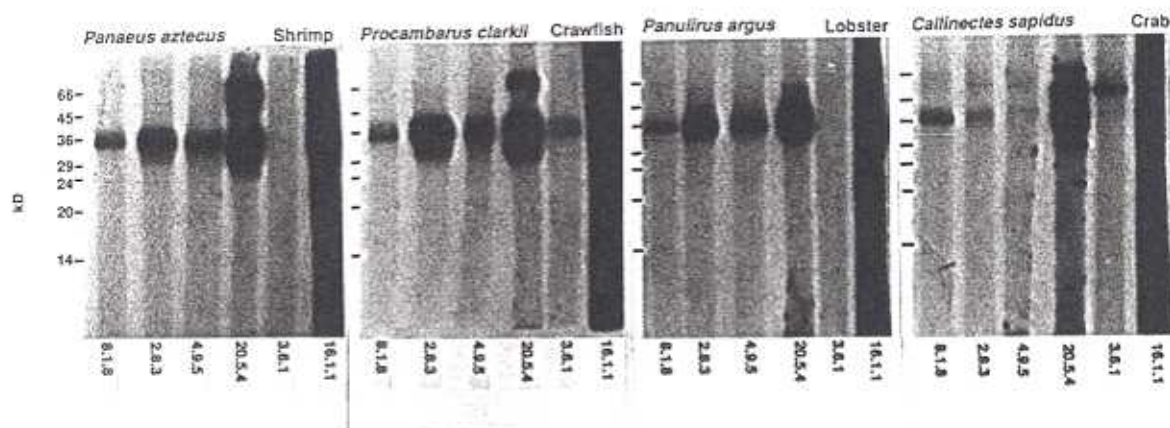 Panaeus aztecus Shrimp
Procambarus clarkii Crawfish
Panulirus argus Lobster
Callinectes sapidus Crab
66-
45-
36-
29-
24-
20-
14-
kD
8.1.8 2.8.3 4.9.5 20.5.4 3.6.1 16.1.1
8.1.8 2.8.3 4.9.5 20.5.4 3.6.1 16.1.1
8.1.8 2.8.3 4.9.5 20.5.4 3.6.1 16.1.1
8.1.8 2.8.3 4.9.5 20.5.4 3.6.1 16.1.1